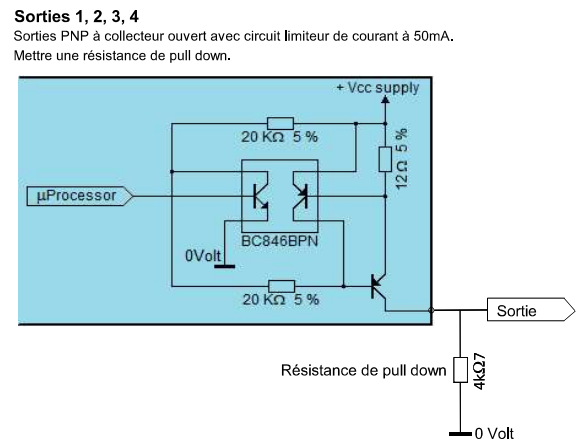 Sorties 1, 2, 3, 4
Sorties PNP à collecteur ouvert avec circuit limiteur de courant à 50mA.
Mettre une résistance de pull down.
+ Vcc supply
20 KΩ 5 %
12Ω 5 %
µProcessor
BC846BPN
0Volt
20 KΩ 5 %
Sortie
Résistance de pull down
4kΩ7
0 Volt